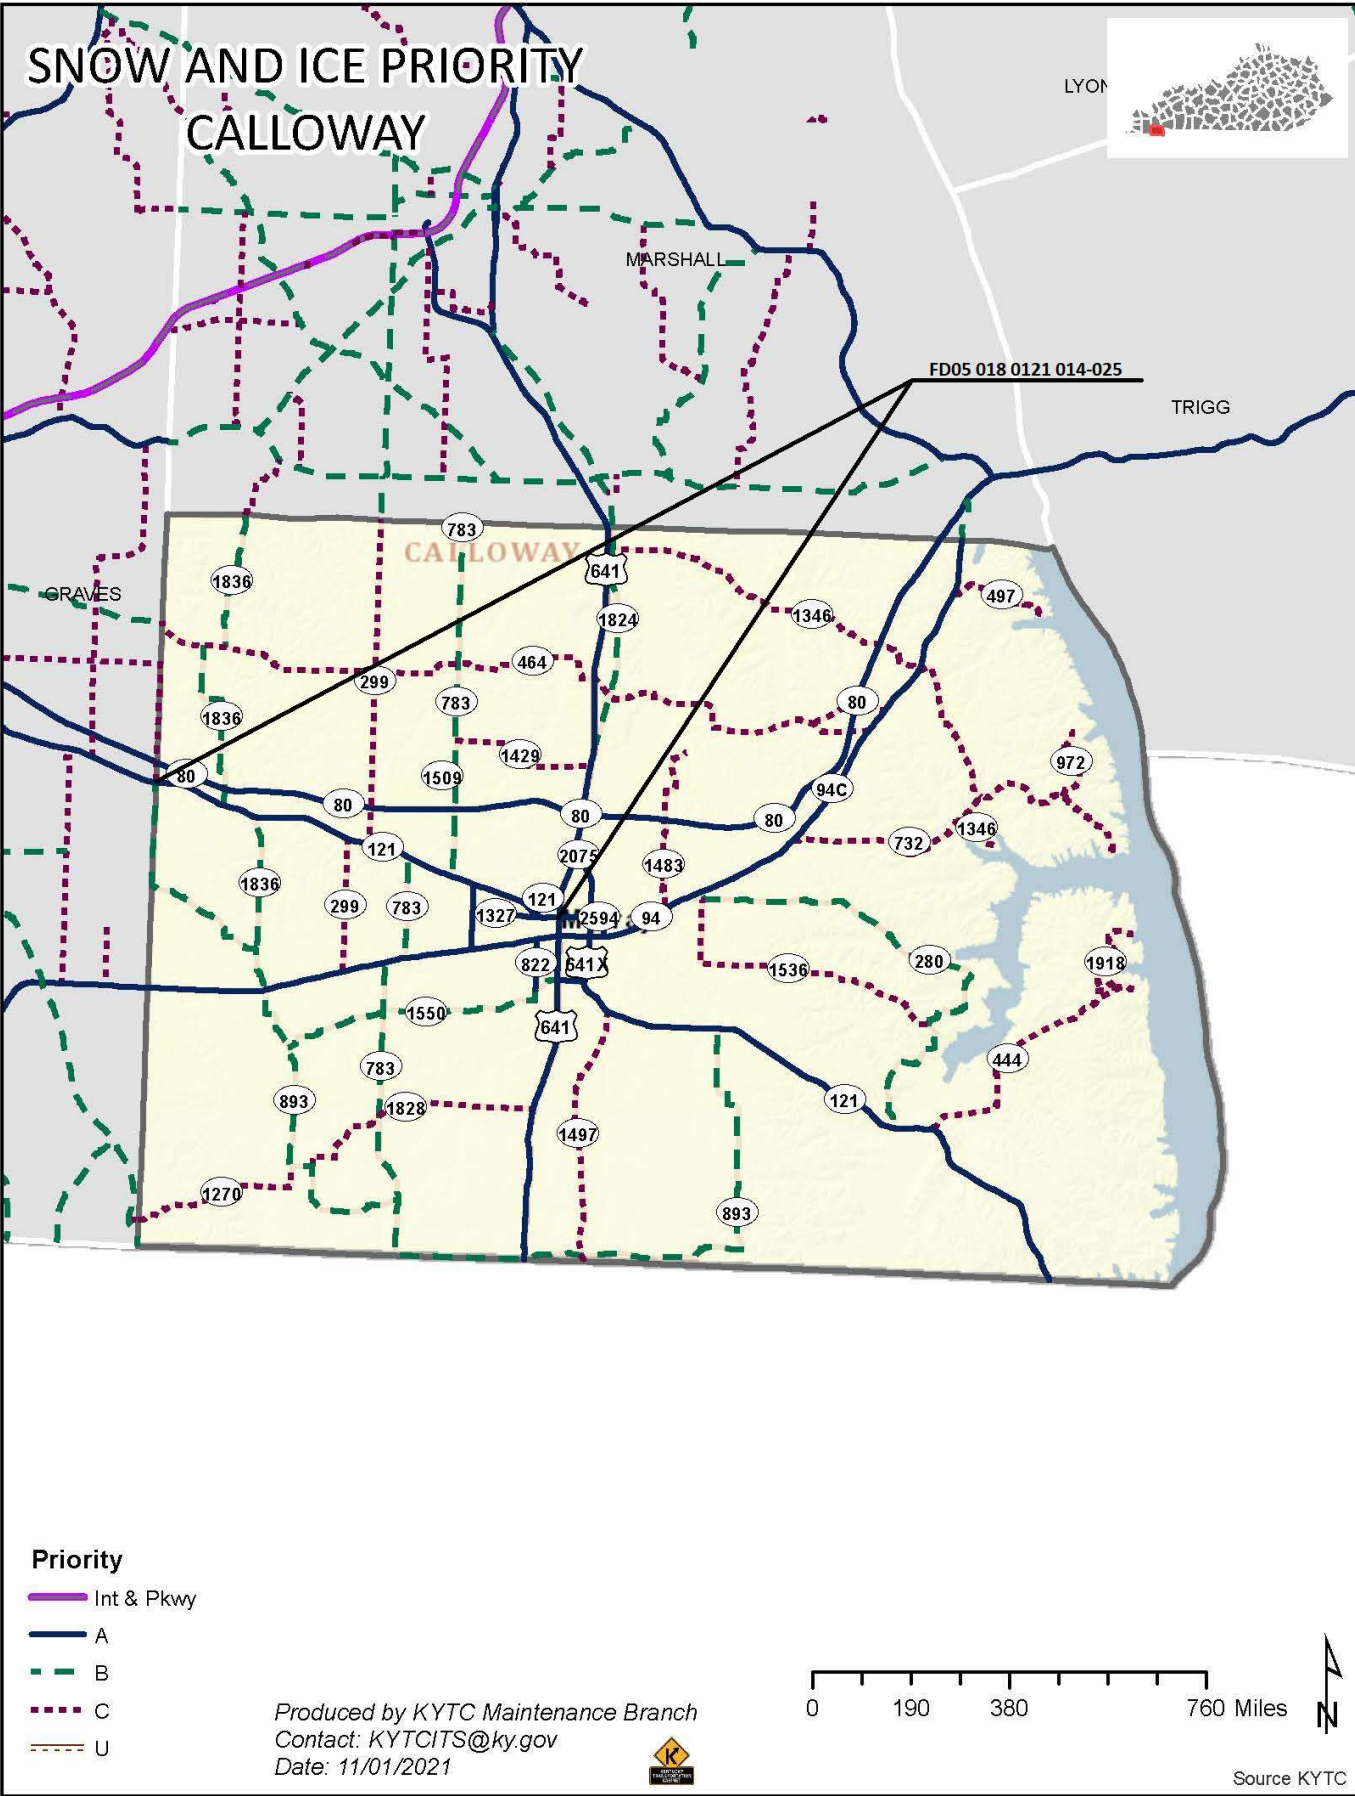 SNOW AND ICE PRIORITY
CALLOWAY
LYON
MARSHALL
FD05 018 0121 014-025
TRIGG
783
CALLOWAY
641
1836
GRAVES
497
1824
1346
464
299
783
80
1836
1429
972
80
1509
94C
80
80
80
1346
121
732
2075
1483
1836
121
299
783
1327
2594
94
822
641X
280
1918
1536
1550
641
444
783
893
1828
121
1497
1270
893
Priority
Int & Pkwy
A
B
C
U
Produced by KYTC Maintenance Branch
Contact: KYTCITS@ky.gov
Date: 11/01/2021
0 190 380 760 Miles
N
Source KYTC